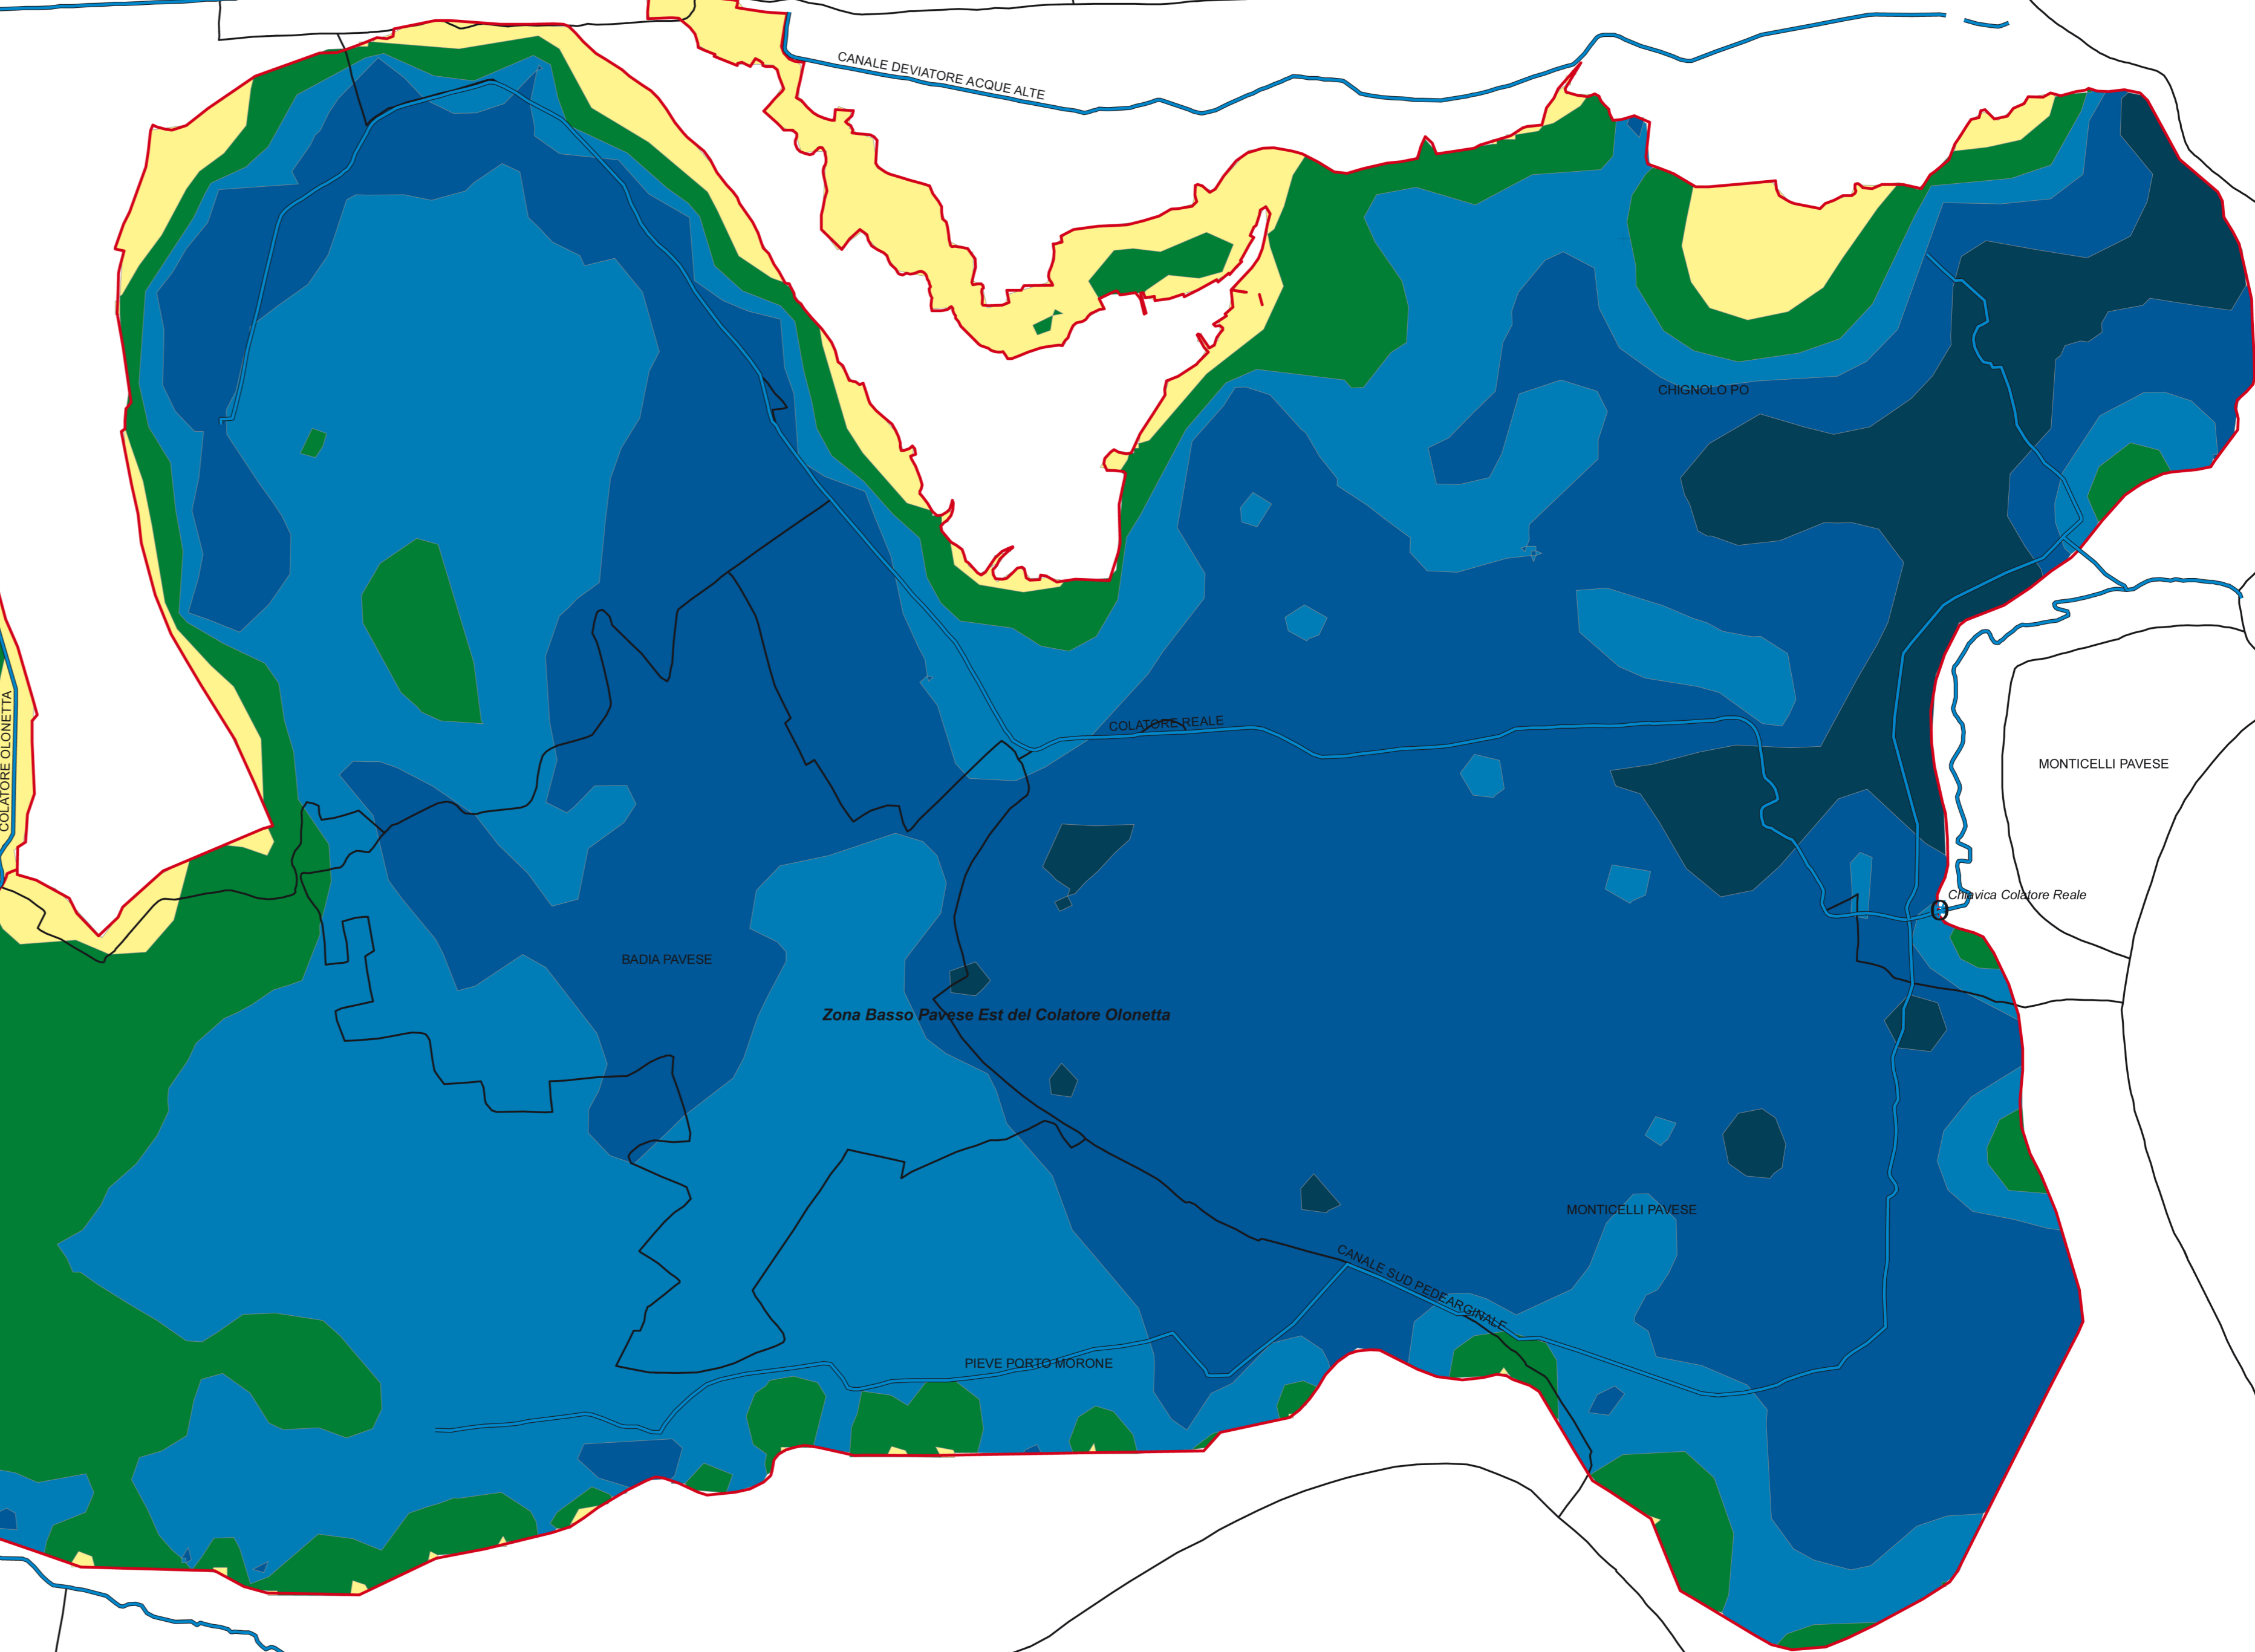 CANALE DEVIATORE ACQUE ALTE
CHIGNOLO PO
COLATORE OLONETTA
COLATORE REALE
MONTICELLI PAVESE
Chiavica Colatore Reale
BADIA PAVESE
Zona Basso Pavese Est del Colatore Olonetta
MONTICELLI PAVESE
CANALE SUD PEDEARGINALE
PIEVE PORTO MORONE